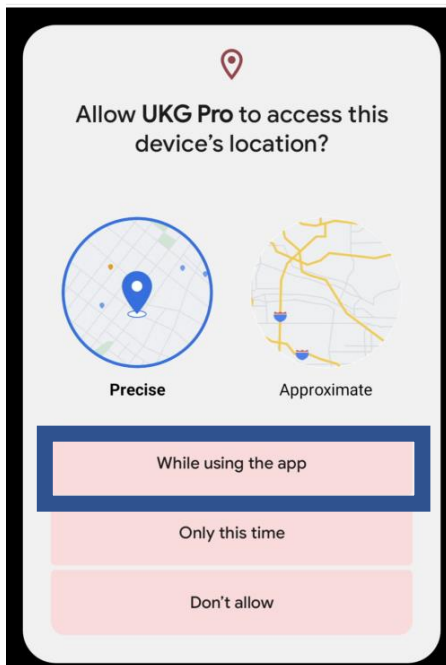 Allow UKG Pro to access this
device's location?
Precise
Approximate
While using the app
Only this time
Don't allow